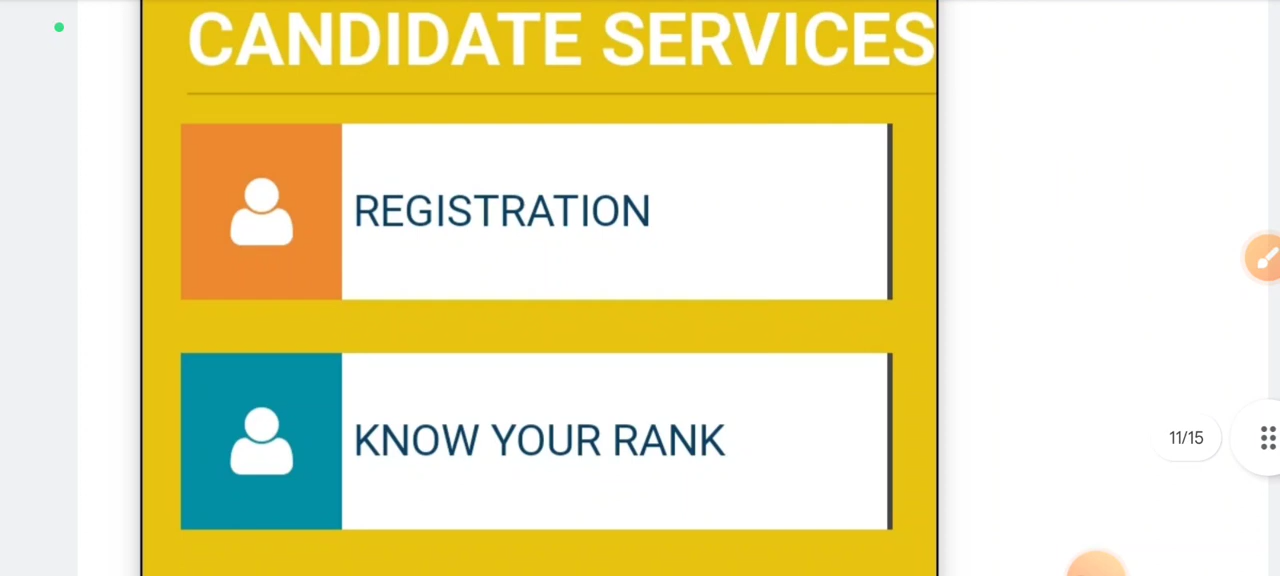 CANDIDATE SERVICES
REGISTRATION
KNOW YOUR RANK
11/15